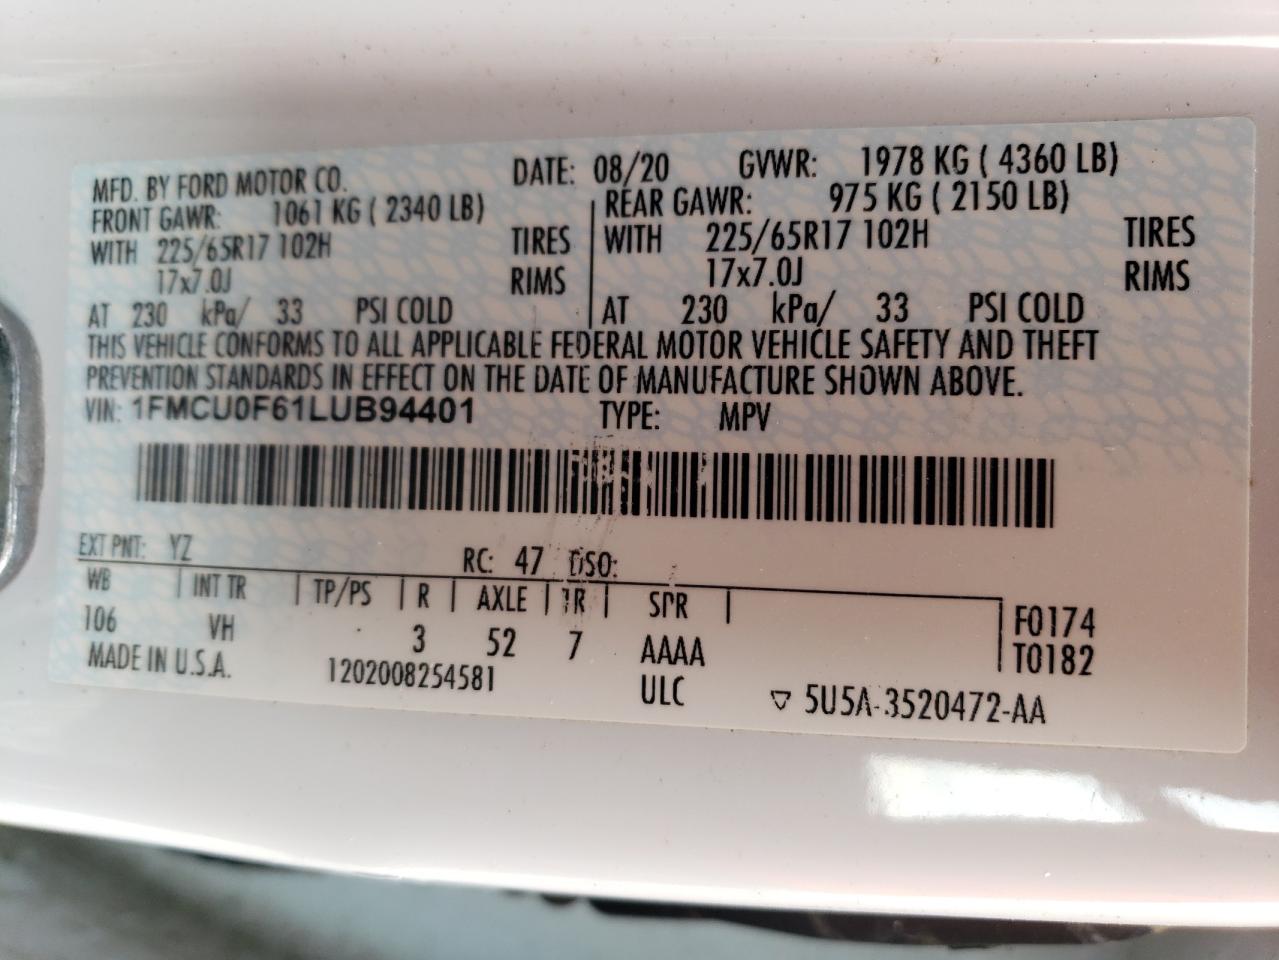 MFD. BY FORD MOTOR CO. DATE: 08/20 GVWR: 1978 KG ( 4360 LB)
FRONT GAWR: 1061 KG ( 2340 LB) REAR GAWR: 975 KG ( 2150 LB)
WITH 225/65R17 102H TIRES WITH 225/65R17 102H TIRES
17x7.0J RIMS 17x7.0J RIMS
AT 230 kPa/ 33 PSI COLD AT 230 kPa/ 33 PSI COLD
THIS VEHICLE CONFORMS TO ALL APPLICABLE FEDERAL MOTOR VEHICLE SAFETY AND THEFT
PREVENTION STANDARDS IN EFFECT ON THE DATE OF MANUFACTURE SHOWN ABOVE.
VIN: 1FMCU0F61LUB94401 TYPE: MPV
EXT PNT: YZ RC: 47 DSO:
WB INT TR TP/PS R AXLE TR SPR F0174
106 VH 3 52 7 AAAA T0182
MADE IN U.S.A. 1202008254581 ULC ▽ 5U5A-3520472-AA